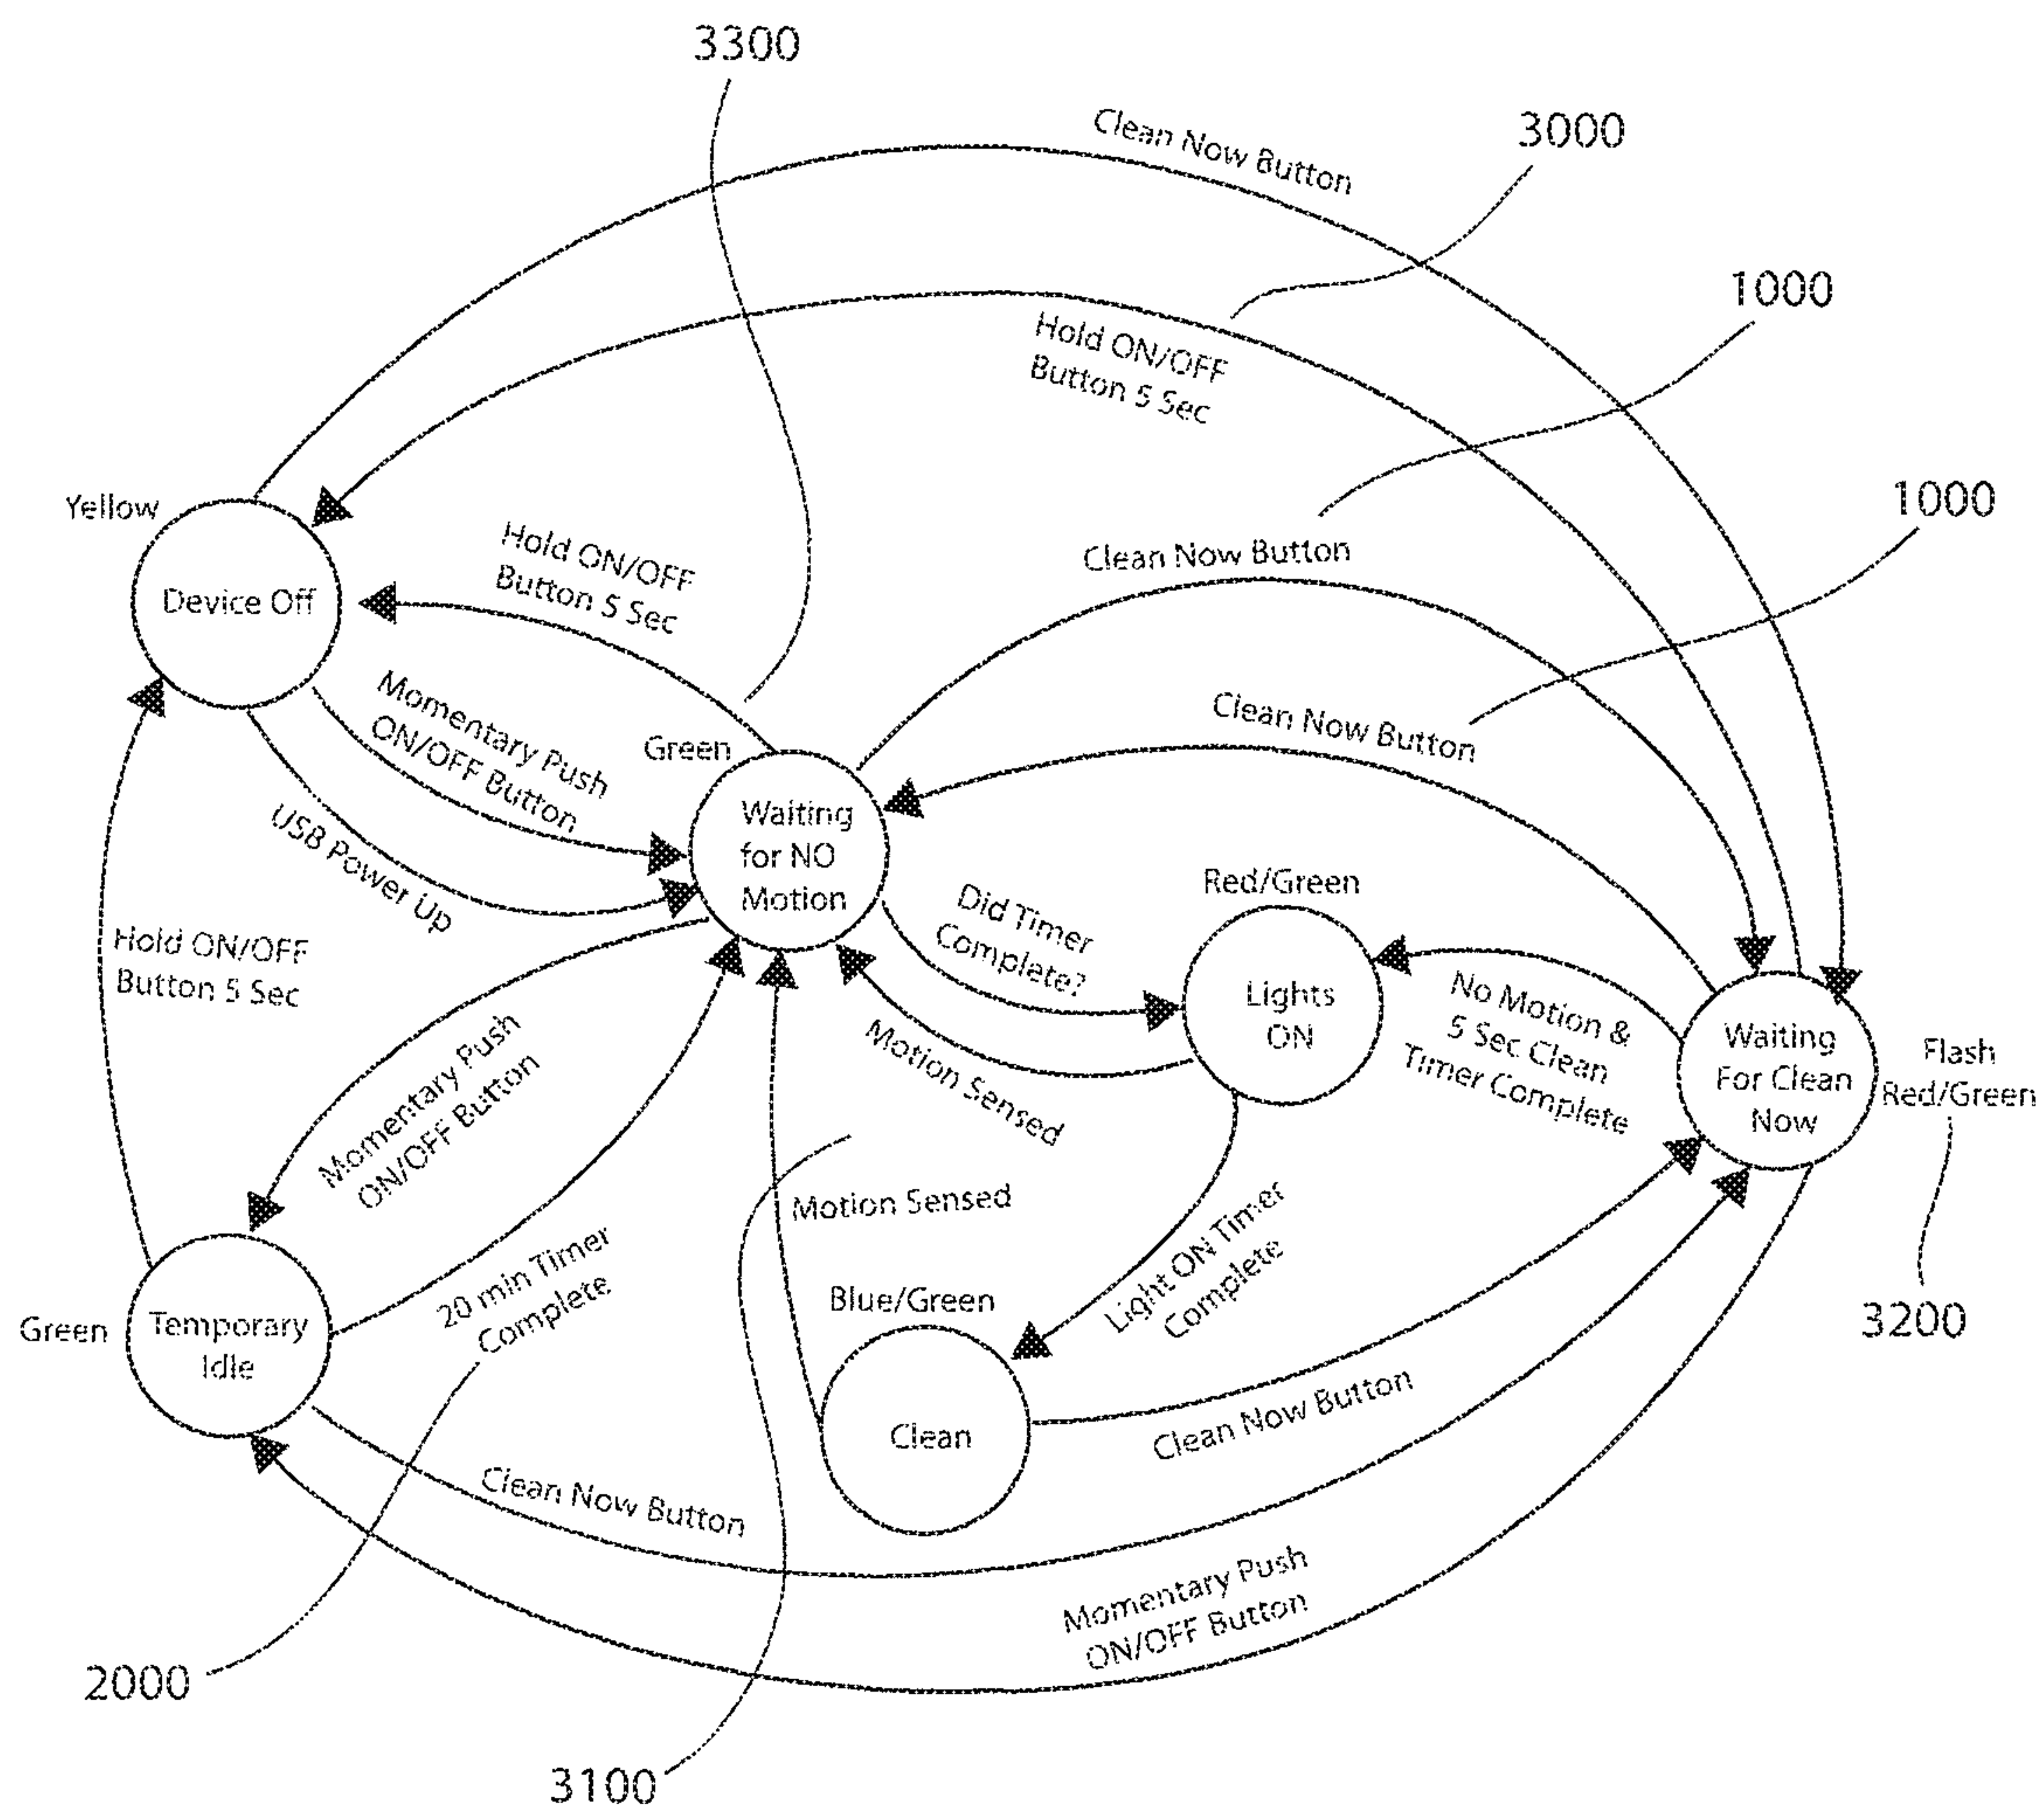 3300
3000
Clean Now Button
1000
Hold ON/OFF
Button 5 Sec
1000
Yellow
Hold ON/OFF
Button 5 Sec
Clean Now Button
Device Off
Momentary Push
ON/OFF Button
Green
Clean Now Button
USB Power Up
Waiting
for NO
Motion
Did Timer
Complete?
Red/Green
Hold ON/OFF
Button 5 Sec
Lights
ON
No Motion &
5 Sec Clean
Timer Complete
Waiting
For Clean
Now
Flash
Red/Green
Momentary Push
ON/OFF Button
Motion Sensed
Motion Sensed
Light ON Timer
Complete
20 min Timer
Complete
Blue/Green
3200
Green
Temporary
Idle
Clean
Clean Now Button
Clean Now Button
Momentary Push
ON/OFF Button
2000
3100